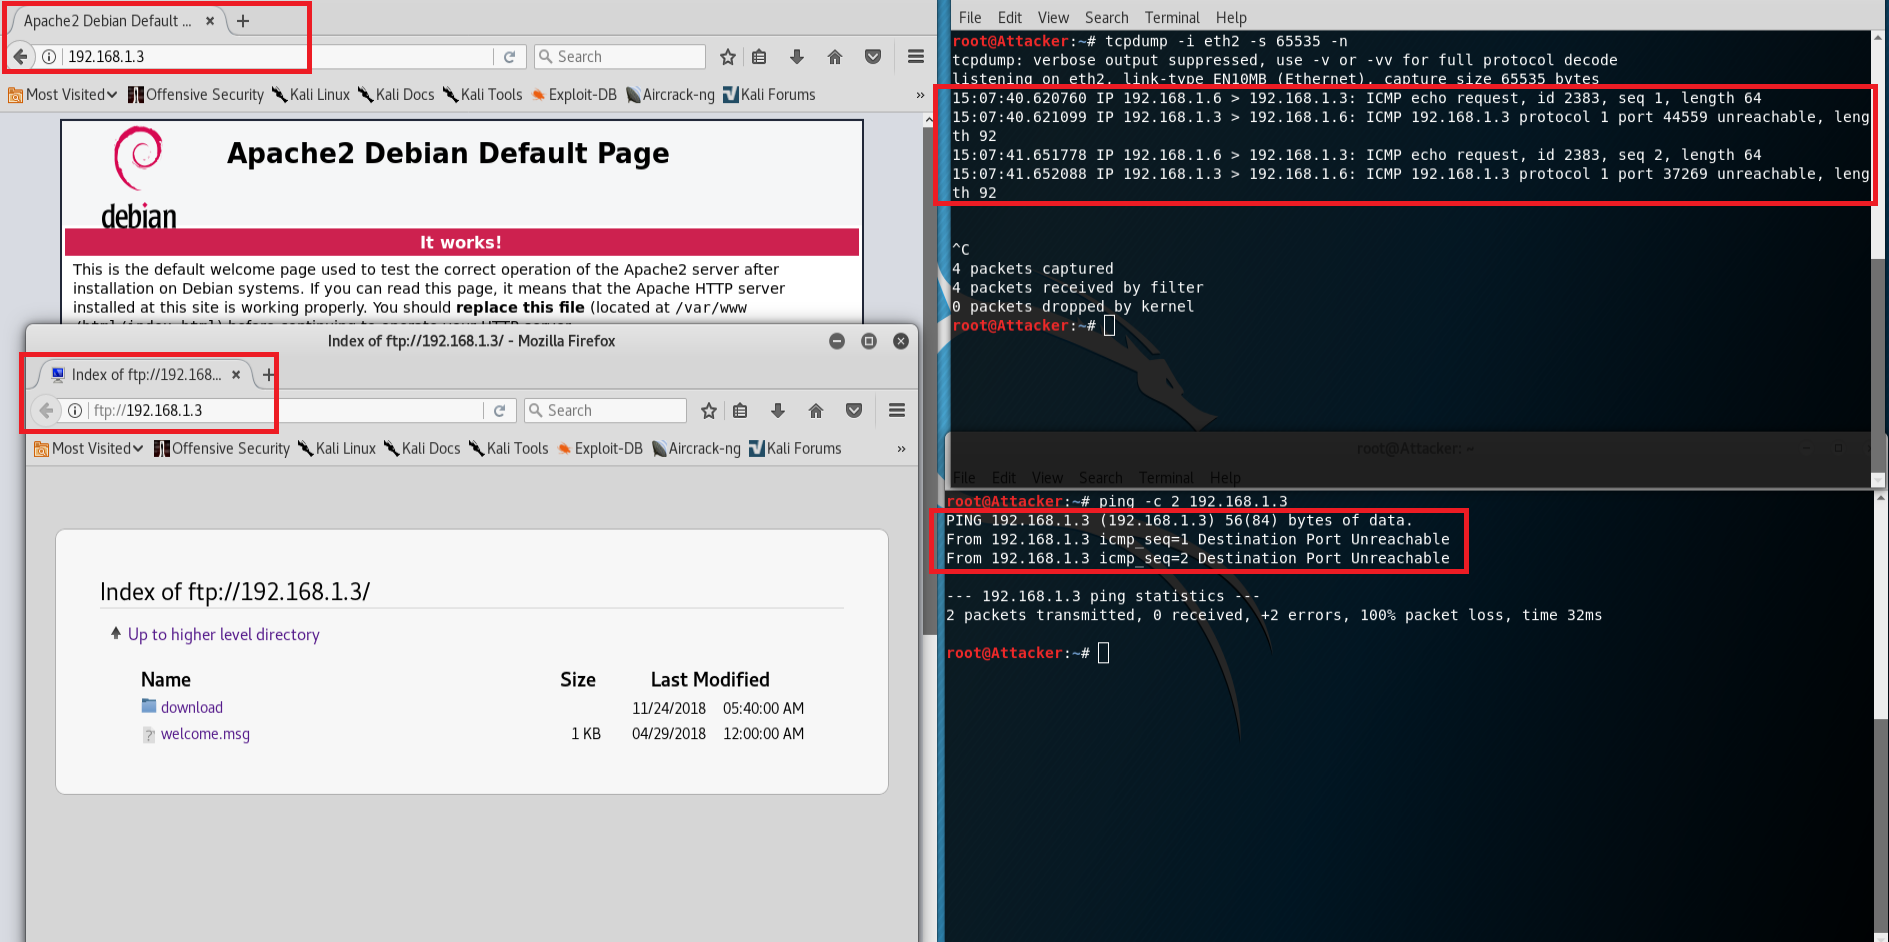 Apache2 Debian Default ...
192.168.1.3
Search
Most Visited Offensive Security Kali Linux Kali Docs Kali Tools Exploit-DB Aircrack-ng Kali Forums »
debian
Apache2 Debian Default Page
It works!
This is the default welcome page used to test the correct operation of the Apache2 server after
installation on Debian systems. If you can read this page, it means that the Apache HTTP server
installed at this site is working properly. You should replace this file (located at /var/www
/html/index.html) before continuing to operate your HTTP server.
Index of ftp://192.168.1.3/ - Mozilla Firefox
Index of ftp://192.168...
ftp://192.168.1.3
Search
Most Visited Offensive Security Kali Linux Kali Docs Kali Tools Exploit-DB Aircrack-ng Kali Forums »
Index of ftp://192.168.1.3/
Up to higher level directory
Name Size Last Modified
download 11/24/2018 05:40:00 AM
welcome.msg 1 KB 04/29/2018 12:00:00 AM
File Edit View Search Terminal Help
root@Attacker:~# tcpdump -i eth2 -s 65535 -n
tcpdump: verbose output suppressed, use -v or -vv for full protocol decode
listening on eth2, link-type EN10MB (Ethernet), capture size 65535 bytes
15:07:40.620760 IP 192.168.1.6 > 192.168.1.3: ICMP echo request, id 2383, seq 1, length 64
15:07:40.621099 IP 192.168.1.3 > 192.168.1.6: ICMP 192.168.1.3 protocol 1 port 44559 unreachable, leng
th 92
15:07:41.651778 IP 192.168.1.6 > 192.168.1.3: ICMP echo request, id 2383, seq 2, length 64
15:07:41.652088 IP 192.168.1.3 > 192.168.1.6: ICMP 192.168.1.3 protocol 1 port 37269 unreachable, leng
th 92
^C
4 packets captured
4 packets received by filter
0 packets dropped by kernel
root@Attacker:~#
root@Attacker: ~
File Edit View Search Terminal Help
root@Attacker:~# ping -c 2 192.168.1.3
PING 192.168.1.3 (192.168.1.3) 56(84) bytes of data.
From 192.168.1.3 icmp_seq=1 Destination Port Unreachable
From 192.168.1.3 icmp_seq=2 Destination Port Unreachable
--- 192.168.1.3 ping statistics ---
2 packets transmitted, 0 received, +2 errors, 100% packet loss, time 32ms
root@Attacker:~#